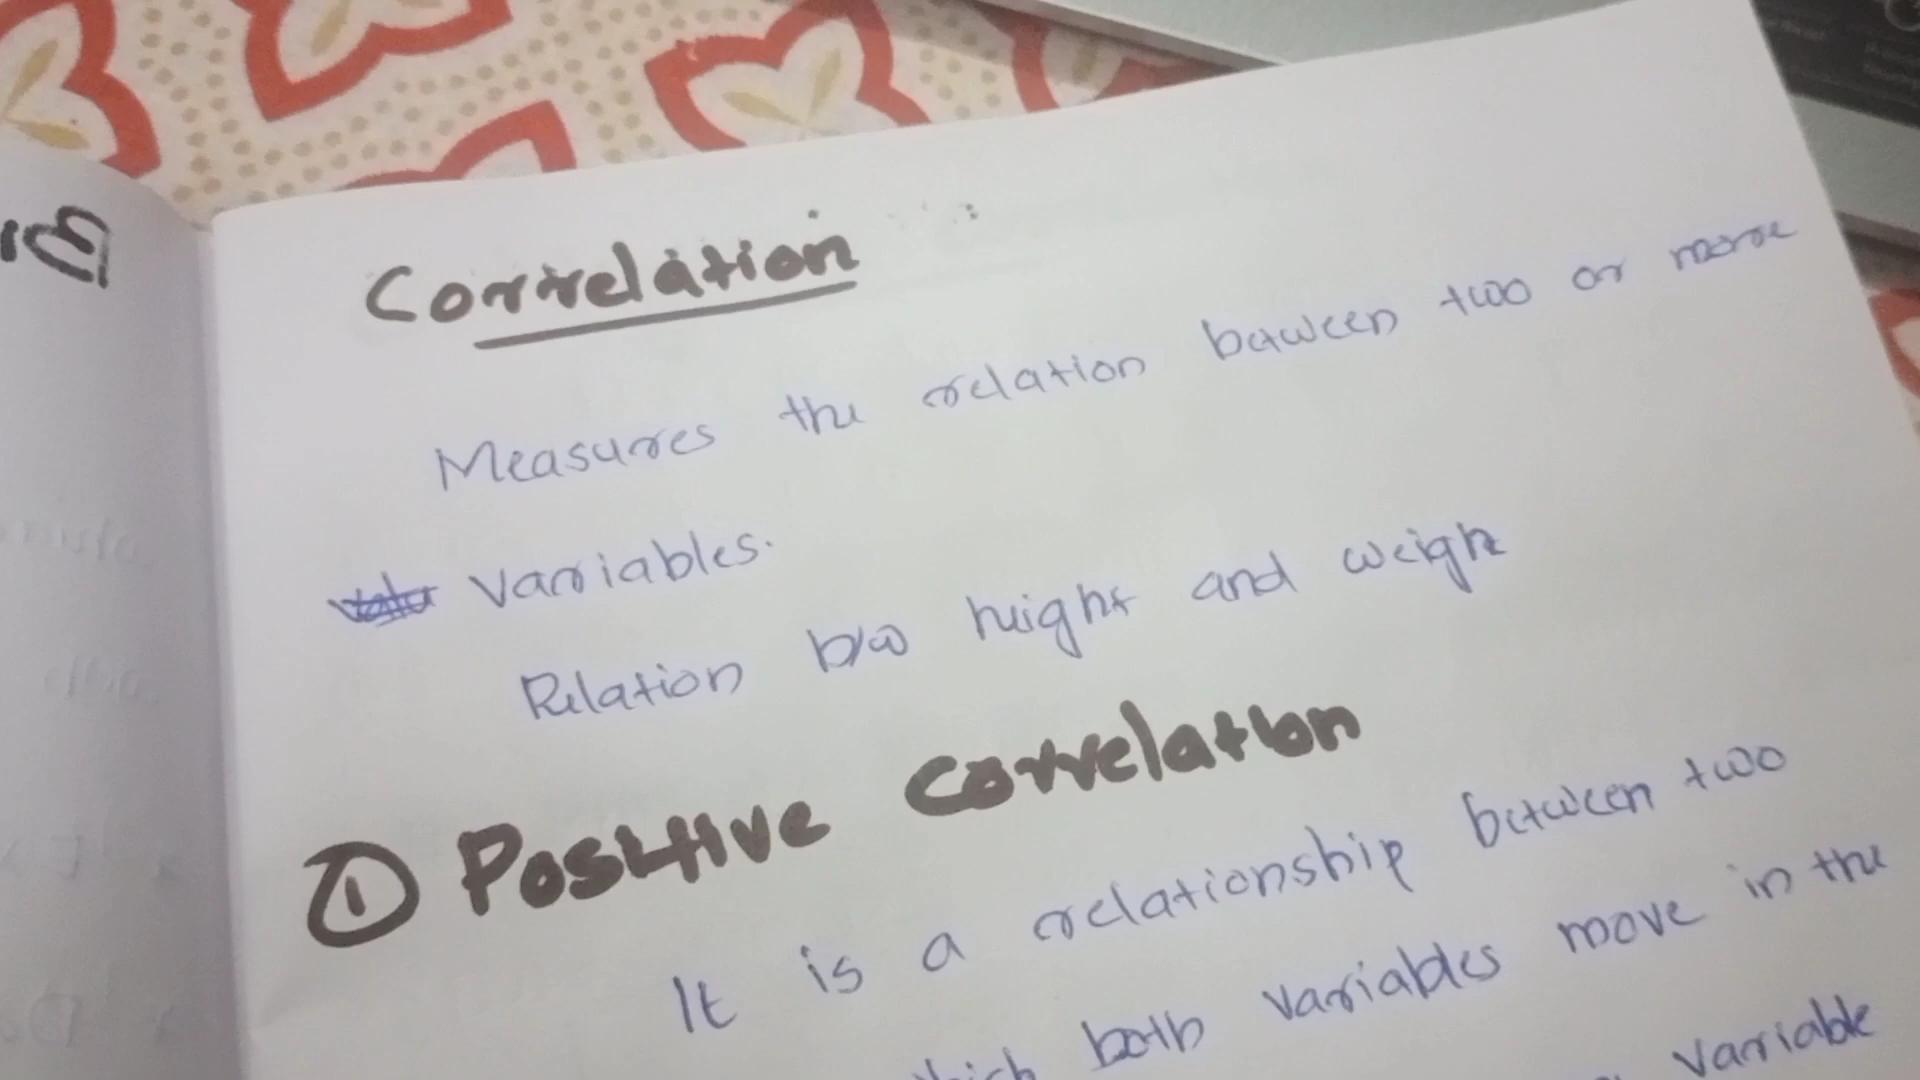 Correlation
Measures the relation baween two or more
Variables.
Relation b/w height and weight
① Positive correlation
It is a relationship between two
which both variables move in the
variable